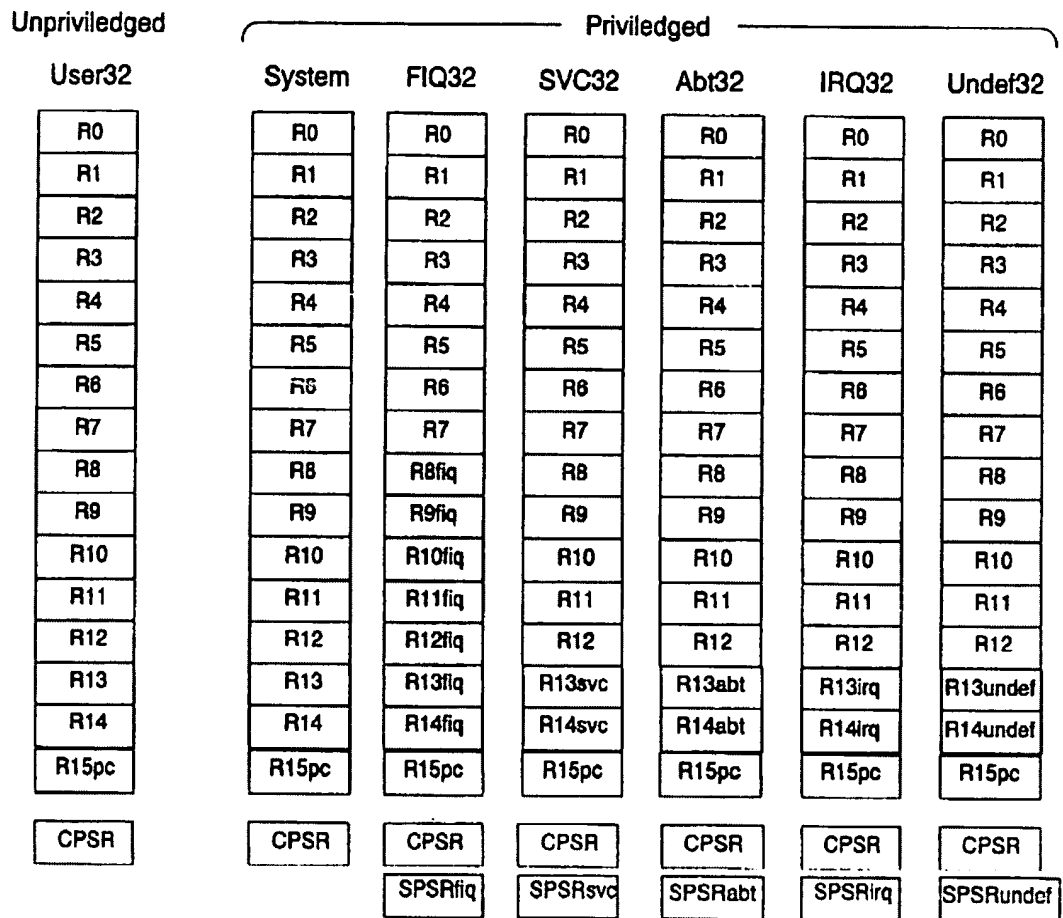 Unpriviledged Priviledged
User32 System FIQ32 SVC32 Abt32 IRQ32 Undef32
R0 R0 R0 R0 R0 R0 R0
R1 R1 R1 R1 R1 R1 R1
R2 R2 R2 R2 R2 R2 R2
R3 R3 R3 R3 R3 R3 R3
R4 R4 R4 R4 R4 R4 R4
R5 R5 R5 R5 R5 R5 R5
R6 R6 R6 R6 R6 R6 R6
R7 R7 R7 R7 R7 R7 R7
R8 R8 R8fiq R8 R8 R8 R8
R9 R9 R9fiq R9 R9 R9 R9
R10 R10 R10fiq R10 R10 R10 R10
R11 R11 R11fiq R11 R11 R11 R11
R12 R12 R12fiq R12 R12 R12 R12
R13 R13 R13fiq R13svc R13abt R13irq R13undef
R14 R14 R14fiq R14svc R14abt R14irq R14undef
R15pc R15pc R15pc R15pc R15pc R15pc R15pc
CPSR CPSR CPSR CPSR CPSR CPSR CPSR
SPSRfiq SPSRsvc SPSRabt SPSRirq SPSRundef